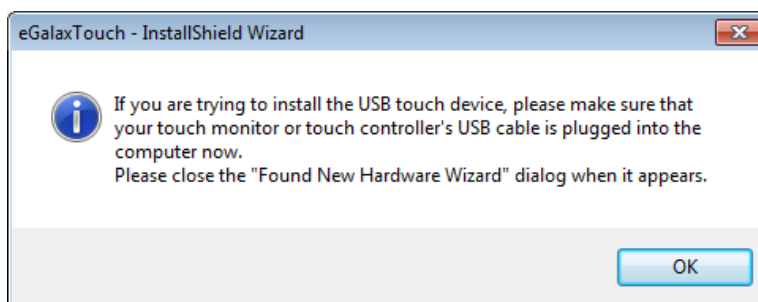 eGalaxTouch - InstallShield Wizard
If you are trying to install the USB touch device, please make sure that
your touch monitor or touch controller's USB cable is plugged into the
computer now.
Please close the "Found New Hardware Wizard" dialog when it appears.
OK